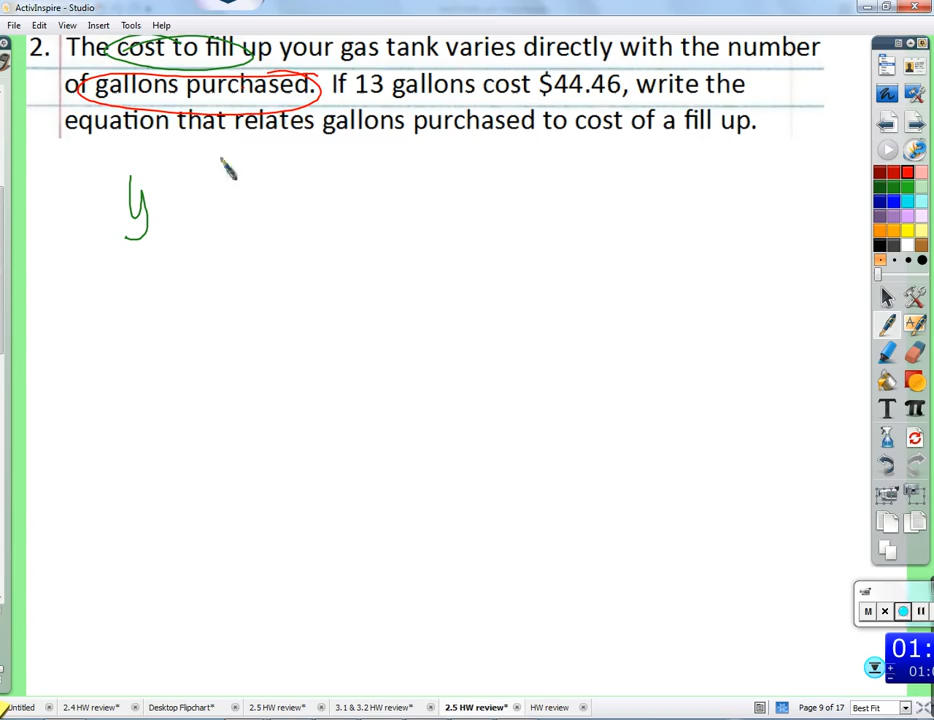 ActivInspire - Studio
File Edit View Insert Tools Help
2. The cost to fill up your gas tank varies directly with the number
of gallons purchased. If 13 gallons cost $44.46, write the
equation that relates gallons purchased to cost of a fill up.
y
T π
M
01:
01:
Untitled 2.4 HW review* Desktop Flipchart* 2.5 HW review* 3.1 & 3.2 HW review* 2.5 HW review* HW review Page 9 of 17 Best Fit